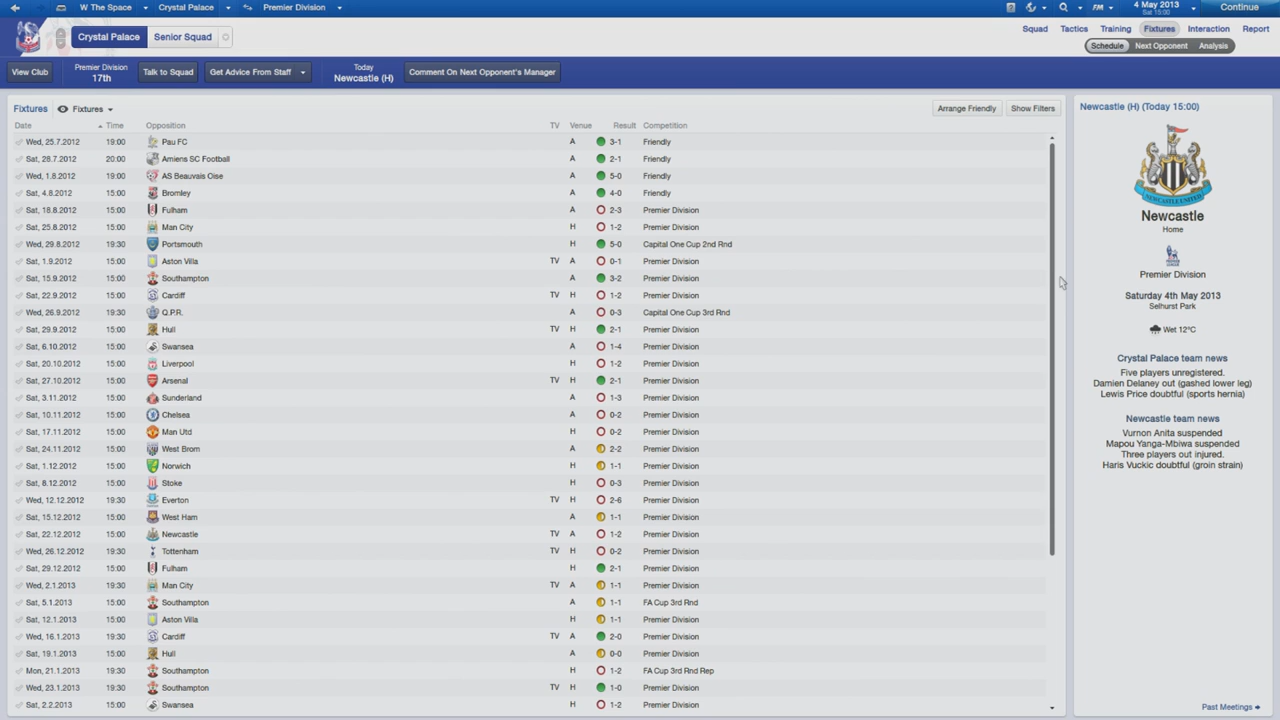 W The Space
Crystal Palace
Premier Division
FM
4 May 2013
Sat 15:00
Continue
Crystal Palace
Senior Squad
Squad
Tactics
Training
Fixtures
Interaction
Report
Schedule
Next Opponent
Analysis
View Club
Premier Division
17th
Talk to Squad
Get Advice From Staff
Today
Newcastle (H)
Comment On Next Opponent's Manager
Fixtures
Fixtures
Arrange Friendly
Show Filters
Date Time Opposition TV Venue Result Competition
Wed, 25.7.2012 19:00 Pau FC A 3-1 Friendly
Sat, 28.7.2012 20:00 Amiens SC Football A 2-1 Friendly
Wed, 1.8.2012 19:00 AS Beauvais Oise A 5-0 Friendly
Sat, 4.8.2012 15:00 Bromley A 4-0 Friendly
Sat, 18.8.2012 15:00 Fulham A 2-3 Premier Division
Sat, 25.8.2012 15:00 Man City H 1-2 Premier Division
Wed, 29.8.2012 19:30 Portsmouth H 5-0 Capital One Cup 2nd Rnd
Sat, 1.9.2012 15:00 Aston Villa TV A 0-1 Premier Division
Sat, 15.9.2012 15:00 Southampton A 3-2 Premier Division
Sat, 22.9.2012 15:00 Cardiff TV H 1-2 Premier Division
Wed, 26.9.2012 19:30 Q.P.R. H 0-3 Capital One Cup 3rd Rnd
Sat, 29.9.2012 15:00 Hull TV H 2-1 Premier Division
Sat, 6.10.2012 15:00 Swansea A 1-4 Premier Division
Sat, 20.10.2012 15:00 Liverpool H 1-2 Premier Division
Sat, 27.10.2012 15:00 Arsenal TV H 2-1 Premier Division
Sat, 3.11.2012 15:00 Sunderland A 1-3 Premier Division
Sat, 10.11.2012 15:00 Chelsea A 0-2 Premier Division
Sat, 17.11.2012 15:00 Man Utd H 0-2 Premier Division
Sat, 24.11.2012 15:00 West Brom A 2-2 Premier Division
Sat, 1.12.2012 15:00 Norwich H 1-1 Premier Division
Sat, 8.12.2012 15:00 Stoke H 0-3 Premier Division
Wed, 12.12.2012 19:30 Everton TV H 2-6 Premier Division
Sat, 15.12.2012 15:00 West Ham A 1-1 Premier Division
Sat, 22.12.2012 15:00 Newcastle TV A 1-2 Premier Division
Wed, 26.12.2012 19:30 Tottenham TV H 0-2 Premier Division
Sat, 29.12.2012 15:00 Fulham H 2-1 Premier Division
Wed, 2.1.2013 19:30 Man City TV A 1-1 Premier Division
Sat, 5.1.2013 15:00 Southampton A 1-1 FA Cup 3rd Rnd
Sat, 12.1.2013 15:00 Aston Villa H 1-1 Premier Division
Wed, 16.1.2013 19:30 Cardiff TV A 2-0 Premier Division
Sat, 19.1.2013 15:00 Hull A 0-0 Premier Division
Mon, 21.1.2013 19:30 Southampton H 1-2 FA Cup 3rd Rnd Rep
Wed, 23.1.2013 19:30 Southampton TV H 1-0 Premier Division
Sat, 2.2.2013 15:00 Swansea H 1-2 Premier Division
Newcastle (H) (Today 15:00)
NEWCASTLE UNITED
Newcastle
Home
Premier Division
Saturday 4th May 2013
Selhurst Park
Wet 12°C
Crystal Palace team news
Five players unregistered.
Damien Delaney out (gashed lower leg)
Lewis Price doubtful (sports hernia)
Newcastle team news
Vurnon Anita suspended
Mapou Yanga-Mbiwa suspended
Three players out injured.
Haris Vuckic doubtful (groin strain)
Past Meetings